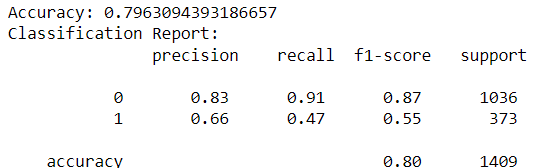 Accuracy: 0.7963094393186657
Classification Report:
precision recall f1-score support
0 0.83 0.91 0.87 1036
1 0.66 0.47 0.55 373
accuracy 0.80 1409